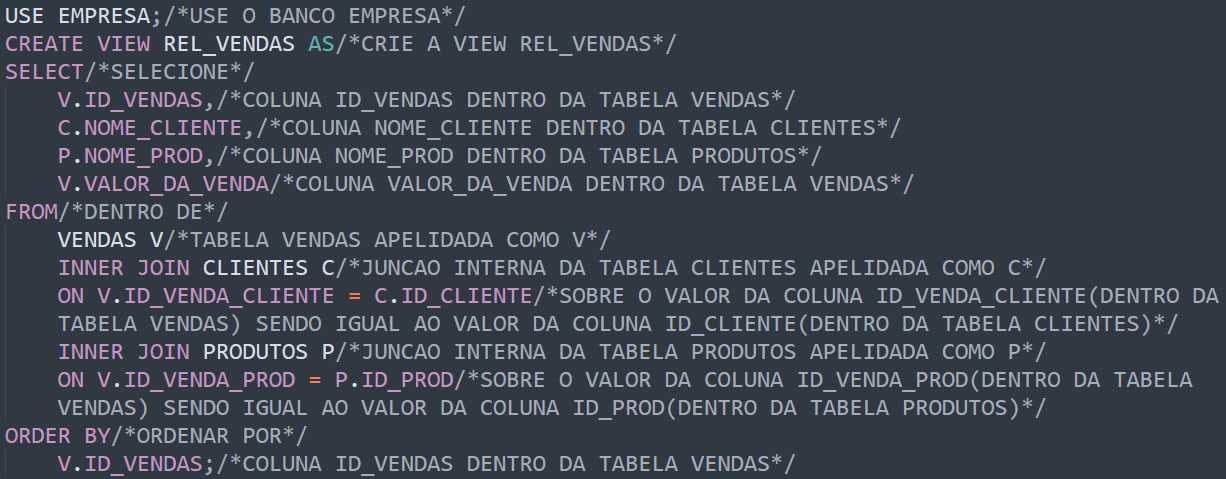 USE EMPRESA;/*USE O BANCO EMPRESA*/
CREATE VIEW REL_VENDAS AS/*CRIE A VIEW REL_VENDAS*/
SELECT/*SELECIONE*/
    V.ID_VENDAS,/*COLUNA ID_VENDAS DENTRO DA TABELA VENDAS*/
    C.NOME_CLIENTE,/*COLUNA NOME_CLIENTE DENTRO DA TABELA CLIENTES*/
    P.NOME_PROD,/*COLUNA NOME_PROD DENTRO DA TABELA PRODUTOS*/
    V.VALOR_DA_VENDA/*COLUNA VALOR_DA_VENDA DENTRO DA TABELA VENDAS*/
FROM/*DENTRO DE*/
    VENDAS V/*TABELA VENDAS APELIDADA COMO V*/
    INNER JOIN CLIENTES C/*JUNCAO INTERNA DA TABELA CLIENTES APELIDADA COMO C*/
    ON V.ID_VENDA_CLIENTE = C.ID_CLIENTE/*SOBRE O VALOR DA COLUNA ID_VENDA_CLIENTE(DENTRO DA
    TABELA VENDAS) SENDO IGUAL AO VALOR DA COLUNA ID_CLIENTE(DENTRO DA TABELA CLIENTES)*/
    INNER JOIN PRODUTOS P/*JUNCAO INTERNA DA TABELA PRODUTOS APELIDADA COMO P*/
    ON V.ID_VENDA_PROD = P.ID_PROD/*SOBRE O VALOR DA COLUNA ID_VENDA_PROD(DENTRO DA TABELA
    VENDAS) SENDO IGUAL AO VALOR DA COLUNA ID_PROD(DENTRO DA TABELA PRODUTOS)*/
ORDER BY/*ORDENAR POR*/
    V.ID_VENDAS;/*COLUNA ID_VENDAS DENTRO DA TABELA VENDAS*/